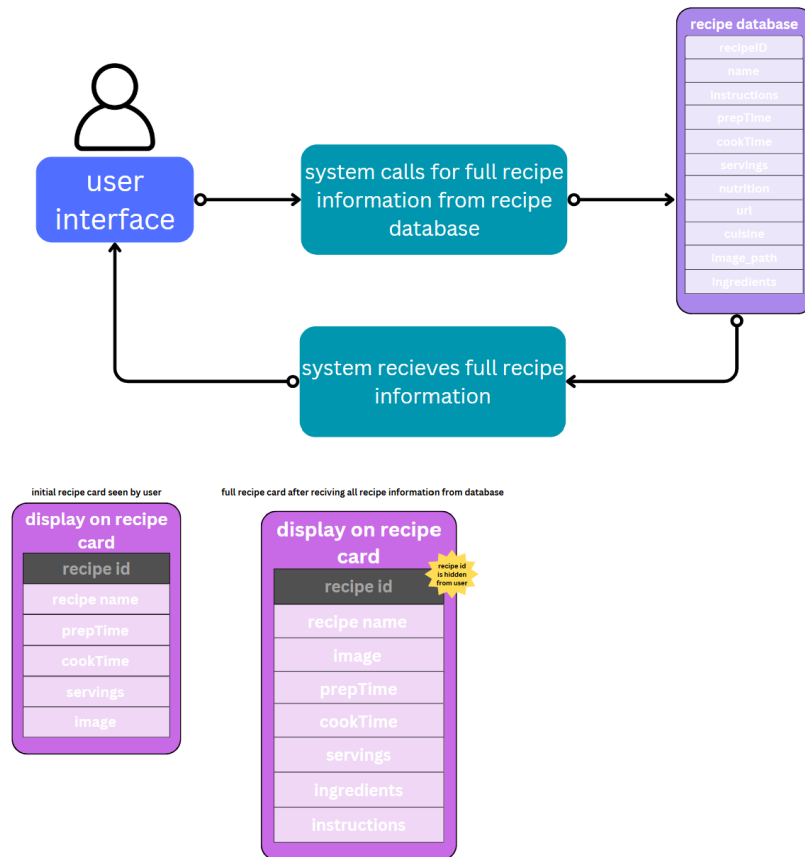 recipe database
recipeID
name
instructions
prepTime
cookTime
servings
nutrition
url
cuisine
image_path
ingredients
user
interface
system calls for full recipe
information from recipe
database
system recieves full recipe
information
initial recipe card seen by user
display on recipe
card
recipe id
recipe name
prepTime
cookTime
servings
image
full recipe card after reciving all recipe information from database
display on recipe
card
recipe id
is hidden
from user
recipe id
recipe name
image
prepTime
cookTime
servings
ingredients
instructions